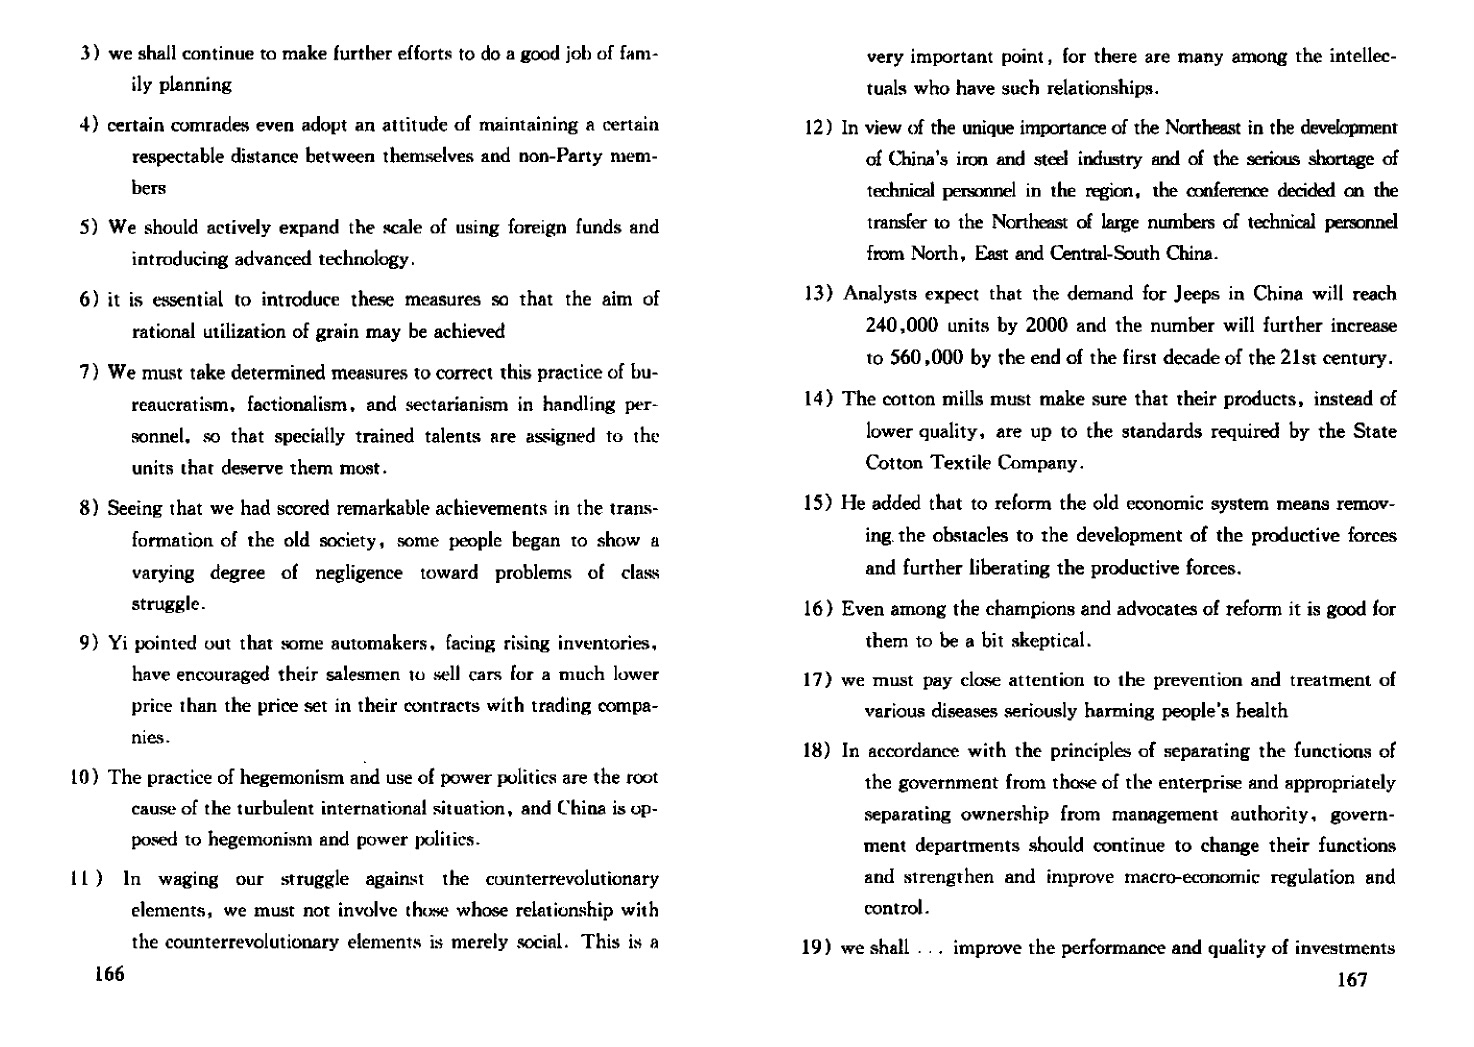 3) we shall continue to make further efforts to do a good job of fam-
ily planning
4) certain comrades even adopt an attitude of maintaining a certain
respectable distance between themselves and non-Party mem-
bers
5) We should actively expand the scale of using foreign funds and
introducing advanced technology.
6) it is essential to introduce these measures so that the aim of
rational utilization of grain may be achieved
7) We must take determined measures to correct this practice of bu-
reaucratism, factionalism, and sectarianism in handling per-
sonnel, so that specially trained talents are assigned to the
units that deserve them most.
8) Seeing that we had scored remarkable achievements in the trans-
formation of the old society, some people began to show a
varying degree of negligence toward problems of class
struggle.
9) Yi pointed out that some automakers, facing rising inventories,
have encouraged their salesmen to sell cars for a much lower
price than the price set in their contracts with trading compa-
nies.
10) The practice of hegemonism and use of power politics are the root
cause of the turbulent international situation, and China is op-
posed to hegemonism and power politics.
11) In waging our struggle against the counterrevolutionary
elements, we must not involve those whose relationship with
the counterrevolutionary elements is merely social. This is a
166
very important point, for there are many among the intellec-
tuals who have such relationships.
12) In view of the unique importance of the Northeast in the development
of China's iron and steel industry and of the serious shortage of
technical personnel in the region, the conference decided on the
transfer to the Northeast of large numbers of technical personnel
from North, East and Central-South China.
13) Analysts expect that the demand for Jeeps in China will reach
240,000 units by 2000 and the number will further increase
to 560,000 by the end of the first decade of the 21st century.
14) The cotton mills must make sure that their products, instead of
lower quality, are up to the standards required by the State
Cotton Textile Company.
15) He added that to reform the old economic system means remov-
ing the obstacles to the development of the productive forces
and further liberating the productive forces.
16) Even among the champions and advocates of reform it is good for
them to be a bit skeptical.
17) we must pay close attention to the prevention and treatment of
various diseases seriously harming people's health
18) In accordance with the principles of separating the functions of
the government from those of the enterprise and appropriately
separating ownership from management authority, govern-
ment departments should continue to change their functions
and strengthen and improve macro-economic regulation and
control.
19) we shall ... improve the performance and quality of investments
167